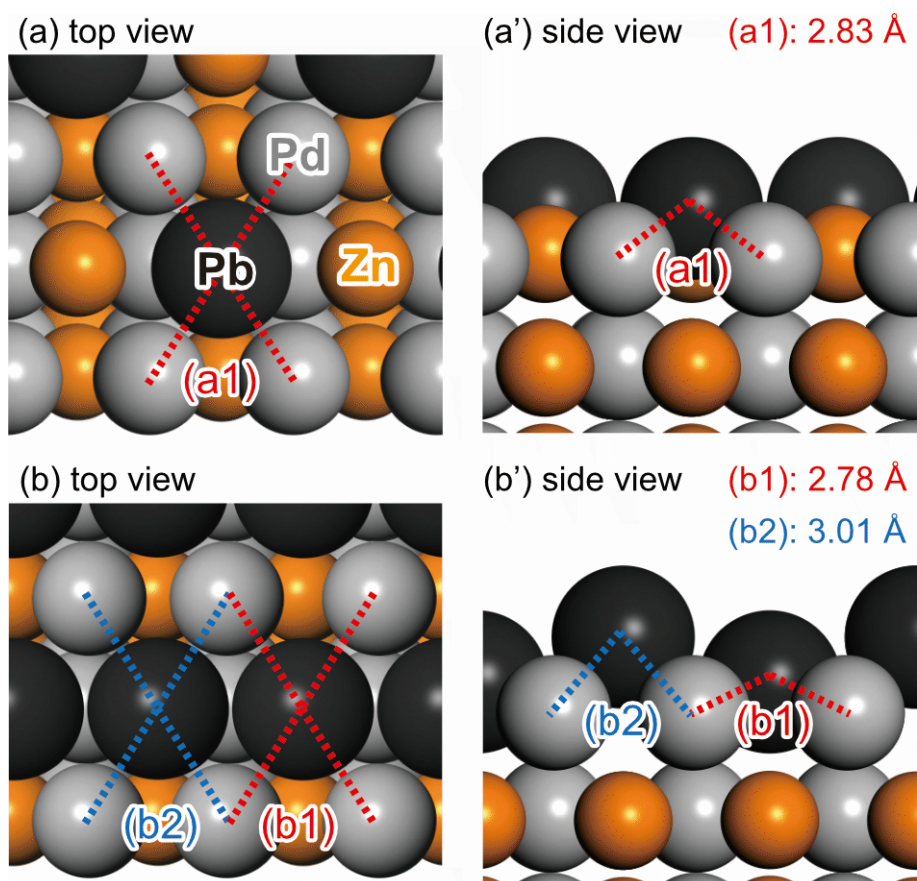 (a) top view
(a') side view (a1): 2.83 Å
Pd
Pb
Zn
(a1)
(a1)
(b) top view
(b') side view (b1): 2.78 Å
(b2): 3.01 Å
(b2)
(b1)
(b2)
(b1)